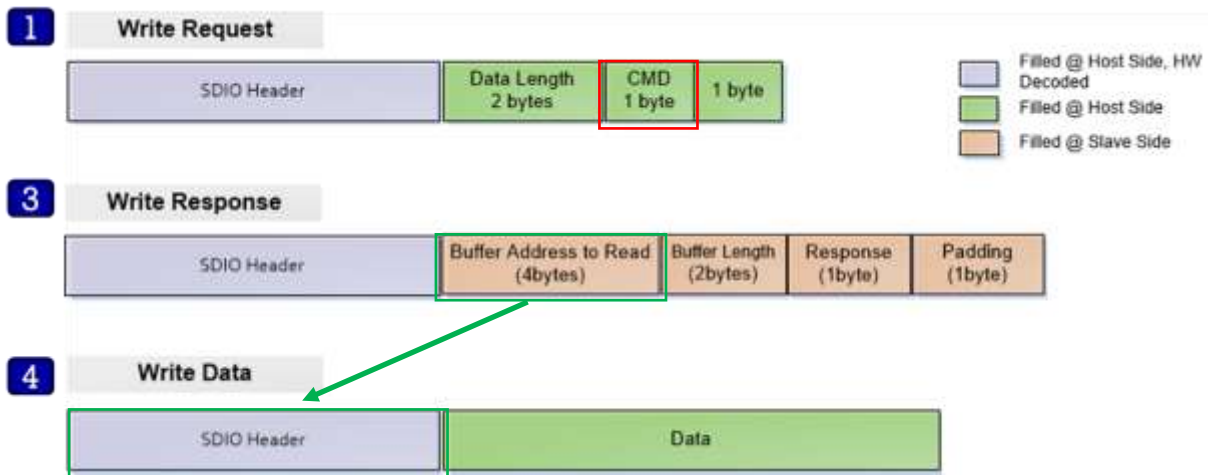 1
Write Request
SDIO Header
Data Length
2 bytes
CMD
1 byte
1 byte
Filled @ Host Side, HW
Decoded
Filled @ Host Side
Filled @ Slave Side
3
Write Response
SDIO Header
Buffer Address to Read
(4bytes)
Buffer Length
(2bytes)
Response
(1byte)
Padding
(1byte)
4
Write Data
SDIO Header
Data